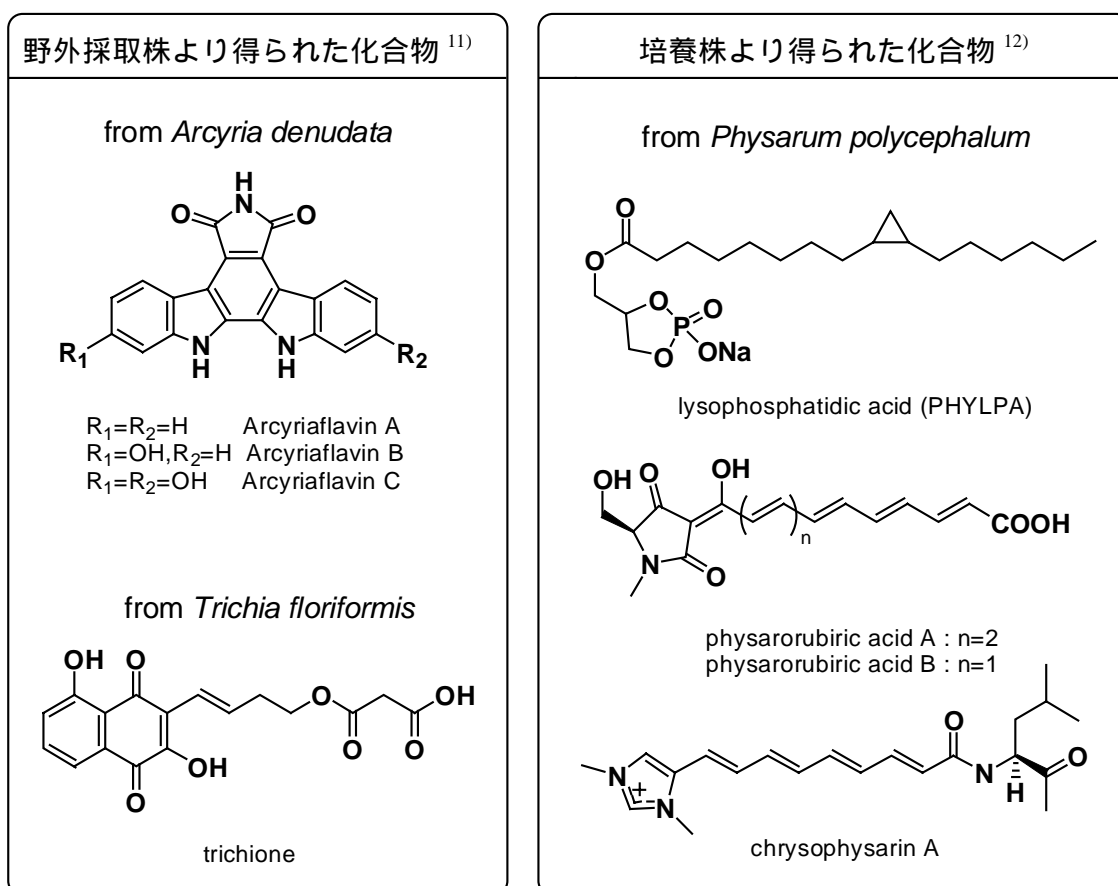 野外採取株より得られた化合物 11)
from Arcyria denudata
H
O N O
R1 N H N H R2
R1=R2=H Arcyriaflavin A
R1=OH,R2=H Arcyriaflavin B
R1=R2=OH Arcyriaflavin C
from Trichia floriformis
OH O O OH
O O
OH
O
trichione
培養株より得られた化合物 12)
from Physarum polycephalum
O
O
O P O
O ONa
lysophosphatidic acid (PHYLPA)
OH O OH
COOH
n
N O
physarorubiric acid A : n=2
physarorubiric acid B : n=1
O
N + N
N H O
chrysophysarin A